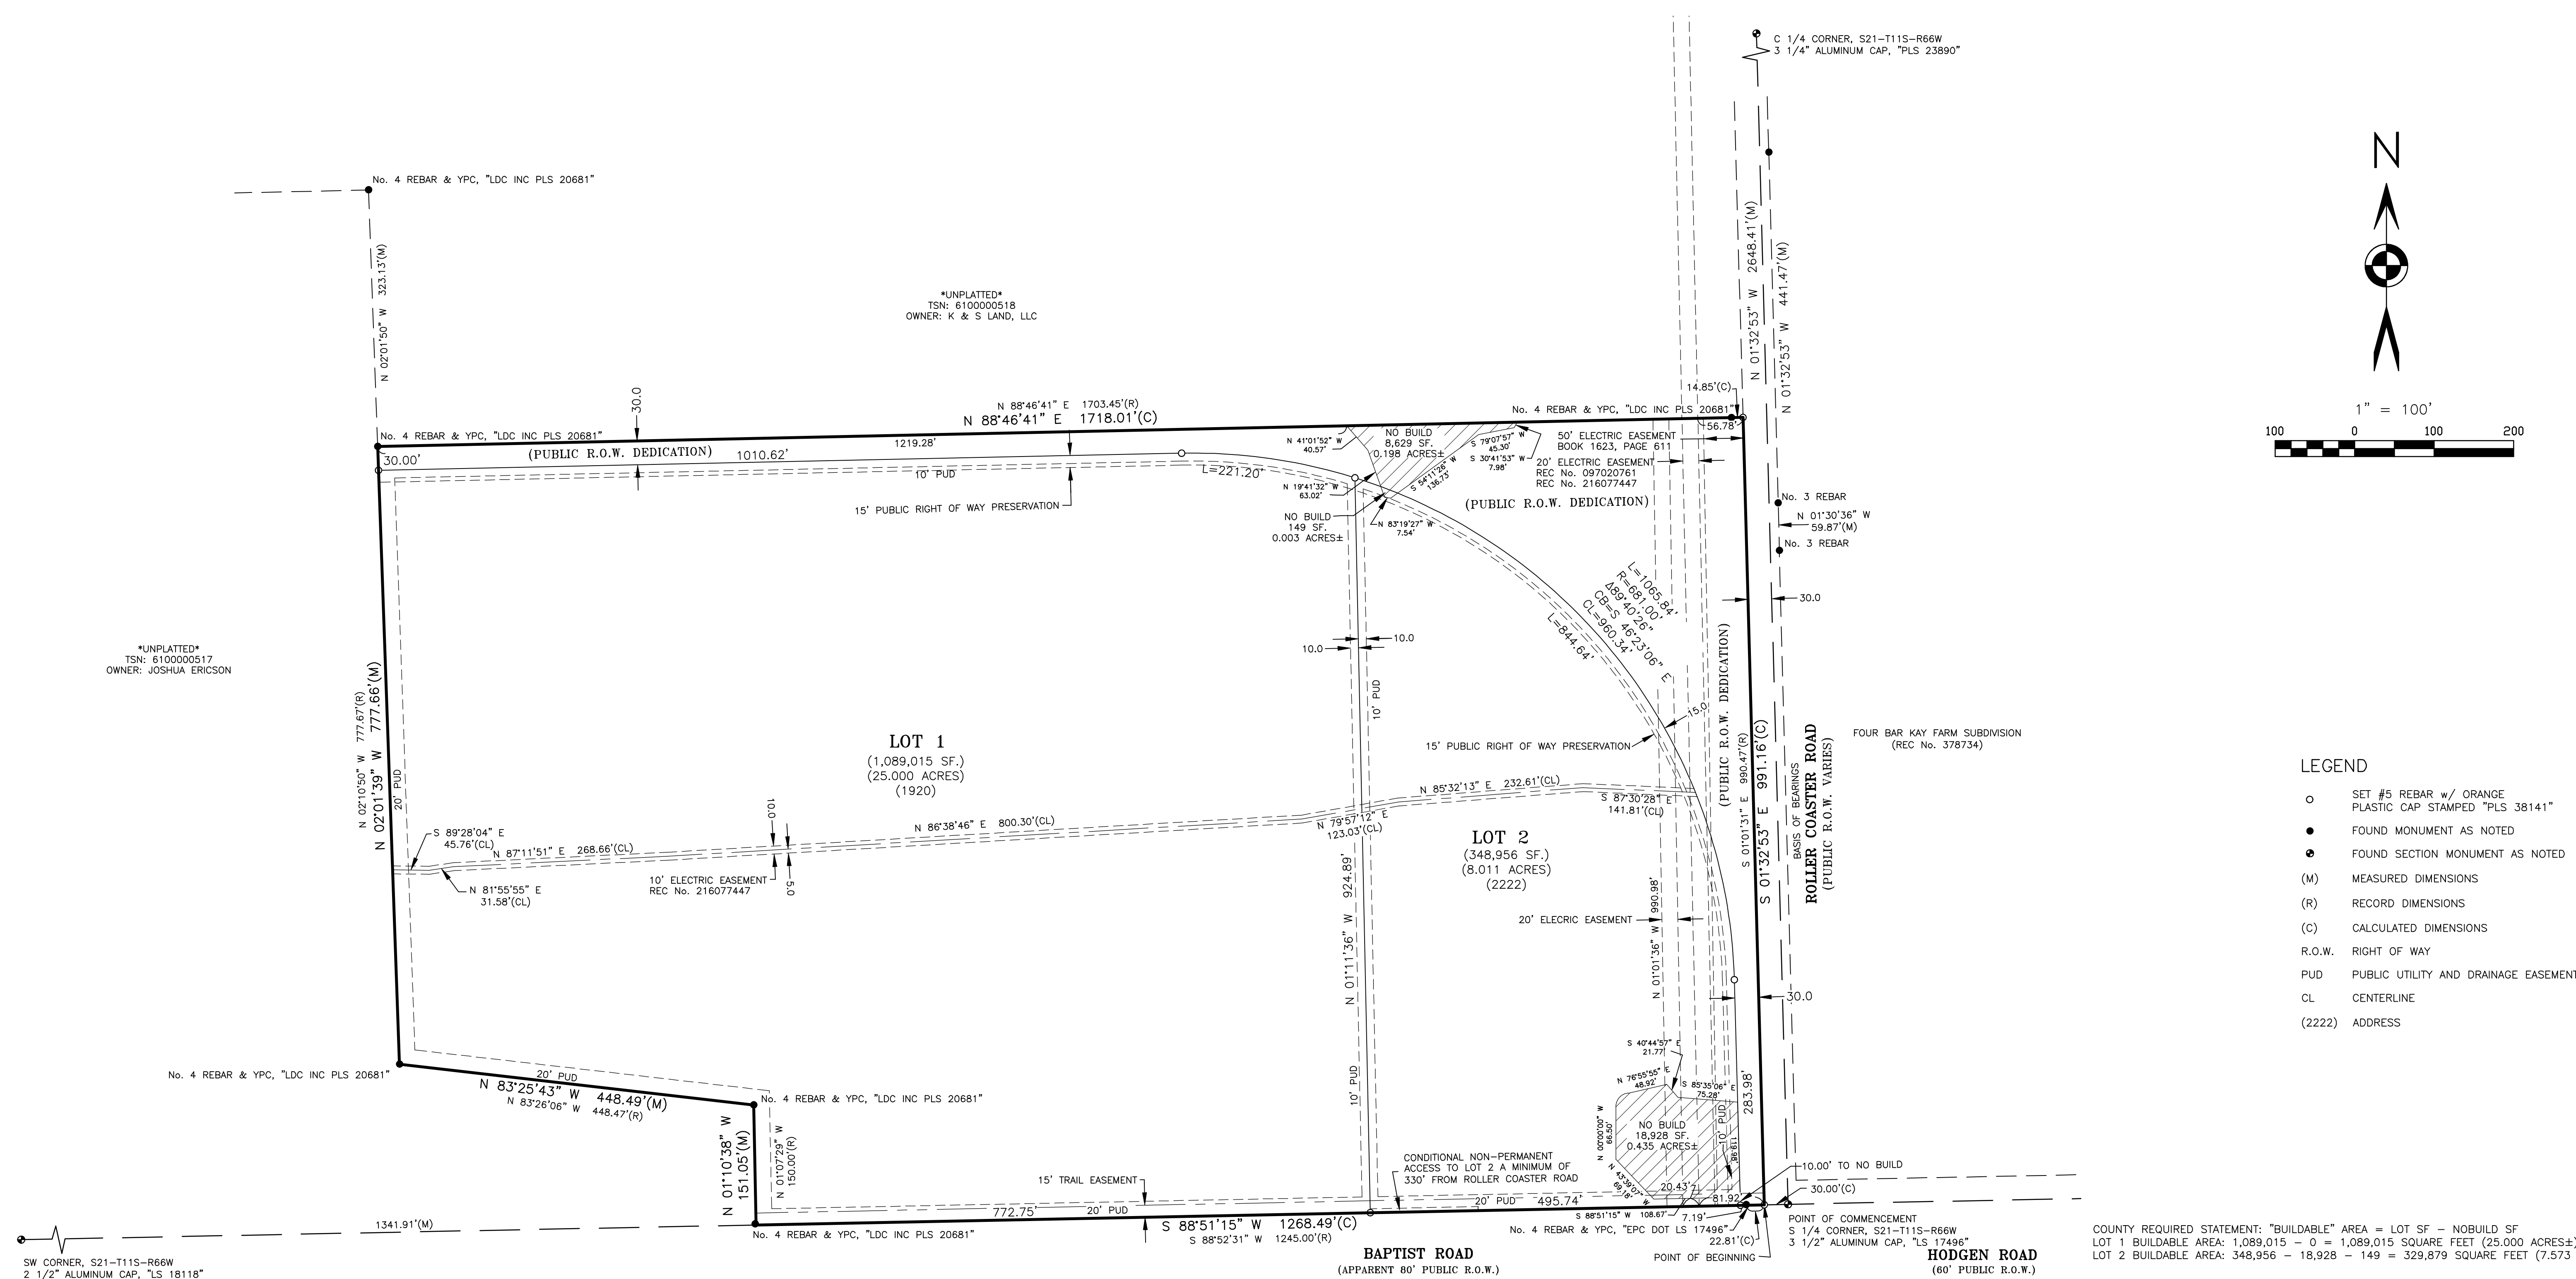 C 1/4 CORNER, S21-T11S-R66W
3 1/4" ALUMINUM CAP, "PLS 23890"
N
1" = 100'
100
0
100
200
No. 4 REBAR & YPC, "LDC INC PLS 20681"
N 02°01'50" W 323.13'(M)
*UNPLATTED*
TSN: 6100000518
OWNER: K & S LAND, LLC
N 01°32'53" W 2648.41'(M)
N 01°32'53" W 441.47'(M)
14.85'(C)
30.0
N 88°46'41" E 1703.45'(R)
N 88°46'41" E 1718.01'(C)
No. 4 REBAR & YPC, "LDC INC PLS 20681"
No. 4 REBAR & YPC, "LDC INC PLS 20681"
1219.28'
56.78'
30.00'
(PUBLIC R.O.W. DEDICATION)
1010.62'
10' PUD
L=221.20'
15' PUBLIC RIGHT OF WAY PRESERVATION
N 41°01'52" W
40.57'
NO BUILD
8,629 SF.
0.198 ACRES±
S 79°07'57" W
45.30'
S 30°41'53" W
7.98'
S 54°11'26" W
136.73'
N 19°41'32" W
63.02'
N 83°19'27" W
7.54'
NO BUILD
149 SF.
0.003 ACRES±
50' ELECTRIC EASEMENT
BOOK 1623, PAGE 611
20' ELECTRIC EASEMENT
REC No. 097020761
REC No. 216077447
(PUBLIC R.O.W. DEDICATION)
No. 3 REBAR
N 01°30'36" W
59.87'(M)
No. 3 REBAR
30.0
L=1065.84'
R=681.00'
Δ89°40'26"
CB=S 46°23'06" E
CL=960.34'
L=844.64'
10.0
10.0
10' PUD
15.0
15' PUBLIC RIGHT OF WAY PRESERVATION
*UNPLATTED*
TSN: 6100000517
OWNER: JOSHUA ERICSON
N 02°10'50" W 777.67'(R)
N 02°01'39" W 777.66'(M)
20' PUD
LOT 1
(1,089,015 SF.)
(25.000 ACRES)
(1920)
(PUBLIC R.O.W. DEDICATION)
S 01°01'31" E 990.47'(R)
S 01°32'53" E 991.16'(C)
BASIS OF BEARINGS
ROLLER COASTER ROAD
(PUBLIC R.O.W. VARIES)
FOUR BAR KAY FARM SUBDIVISION
(REC No. 378734)
S 89°28'04" E
45.76'(CL)
N 87°11'51" E 268.66'(CL)
N 81°55'55" E
31.58'(CL)
10.0
5.0
10' ELECTRIC EASEMENT
REC No. 216077447
N 86°38'46" E 800.30'(CL)
N 79°57'12" E
123.03'(CL)
N 85°32'13" E 232.61'(CL)
S 87°30'28" E
141.81'(CL)
LOT 2
(348,956 SF.)
(8.011 ACRES)
(2222)
20' ELECRIC EASEMENT
N 01°01'36" W 990.98'
N 01°11'36" W 924.89'
10' PUD
30.0
283.98'
LEGEND
SET #5 REBAR w/ ORANGE
PLASTIC CAP STAMPED "PLS 38141"
FOUND MONUMENT AS NOTED
FOUND SECTION MONUMENT AS NOTED
(M) MEASURED DIMENSIONS
(R) RECORD DIMENSIONS
(C) CALCULATED DIMENSIONS
R.O.W. RIGHT OF WAY
PUD PUBLIC UTILITY AND DRAINAGE EASEMENT
CL CENTERLINE
(2222) ADDRESS
No. 4 REBAR & YPC, "LDC INC PLS 20681"
20' PUD
N 83°25'43" W 448.49'(M)
N 83°26'06" W 448.47'(R)
No. 4 REBAR & YPC, "LDC INC PLS 20681"
N 01°10'38" W
151.05'(M)
N 01°07'29" W
150.00'(R)
S 40°44'57" E
21.77'
N 76°55'55" E
48.92'
S 85°35'06" E
75.28'
N 00°00'00" W
66.50'
NO BUILD
18,928 SF.
0.435 ACRES±
10' PUD
119.98'
N 43°39'07" W
69.18'
CONDITIONAL NON-PERMANENT
ACCESS TO LOT 2 A MINIMUM OF
330' FROM ROLLER COASTER ROAD
15' TRAIL EASEMENT
10.00' TO NO BUILD
30.00'(C)
20.43'
81.92'
772.75'
20' PUD
20' PUD
495.74'
S 88°51'15" W 108.67'
7.19'
S 88°51'15" W 1268.49'(C)
S 88°52'31" W 1245.00'(R)
No. 4 REBAR & YPC, "EPC DOT LS 17496"
22.81'(C)
POINT OF BEGINNING
POINT OF COMMENCEMENT
S 1/4 CORNER, S21-T11S-R66W
3 1/2" ALUMINUM CAP, "LS 17496"
1341.91'(M)
No. 4 REBAR & YPC, "LDC INC PLS 20681"
SW CORNER, S21-T11S-R66W
2 1/2" ALUMINUM CAP, "LS 18118"
BAPTIST ROAD
(APPARENT 80' PUBLIC R.O.W.)
HODGEN ROAD
(60' PUBLIC R.O.W.)
COUNTY REQUIRED STATEMENT: "BUILDABLE" AREA = LOT SF - NOBUILD SF
LOT 1 BUILDABLE AREA: 1,089,015 - 0 = 1,089,015 SQUARE FEET (25.000 ACRES±)
LOT 2 BUILDABLE AREA: 348,956 - 18,928 - 149 = 329,879 SQUARE FEET (7.573